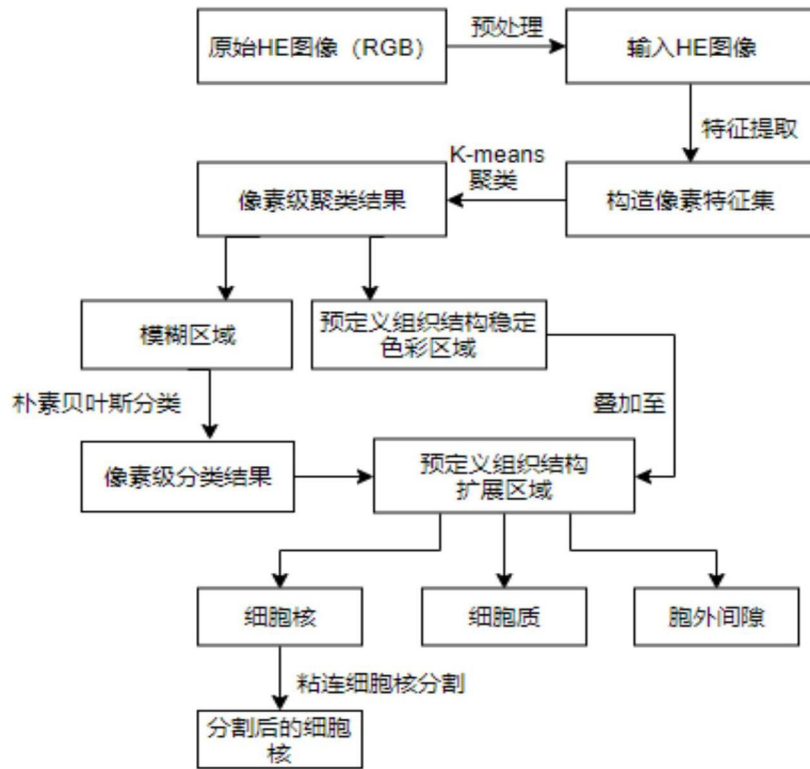 原始HE图像（RGB）
预处理
输入HE图像
特征提取
K-means
聚类
像素级聚类结果
构造像素特征集
模糊区域
预定义组织结构稳定
色彩区域
朴素贝叶斯分类
叠加至
像素级分类结果
预定义组织结构
扩展区域
细胞核
细胞质
胞外间隙
粘连细胞核分割
分割后的细胞
核